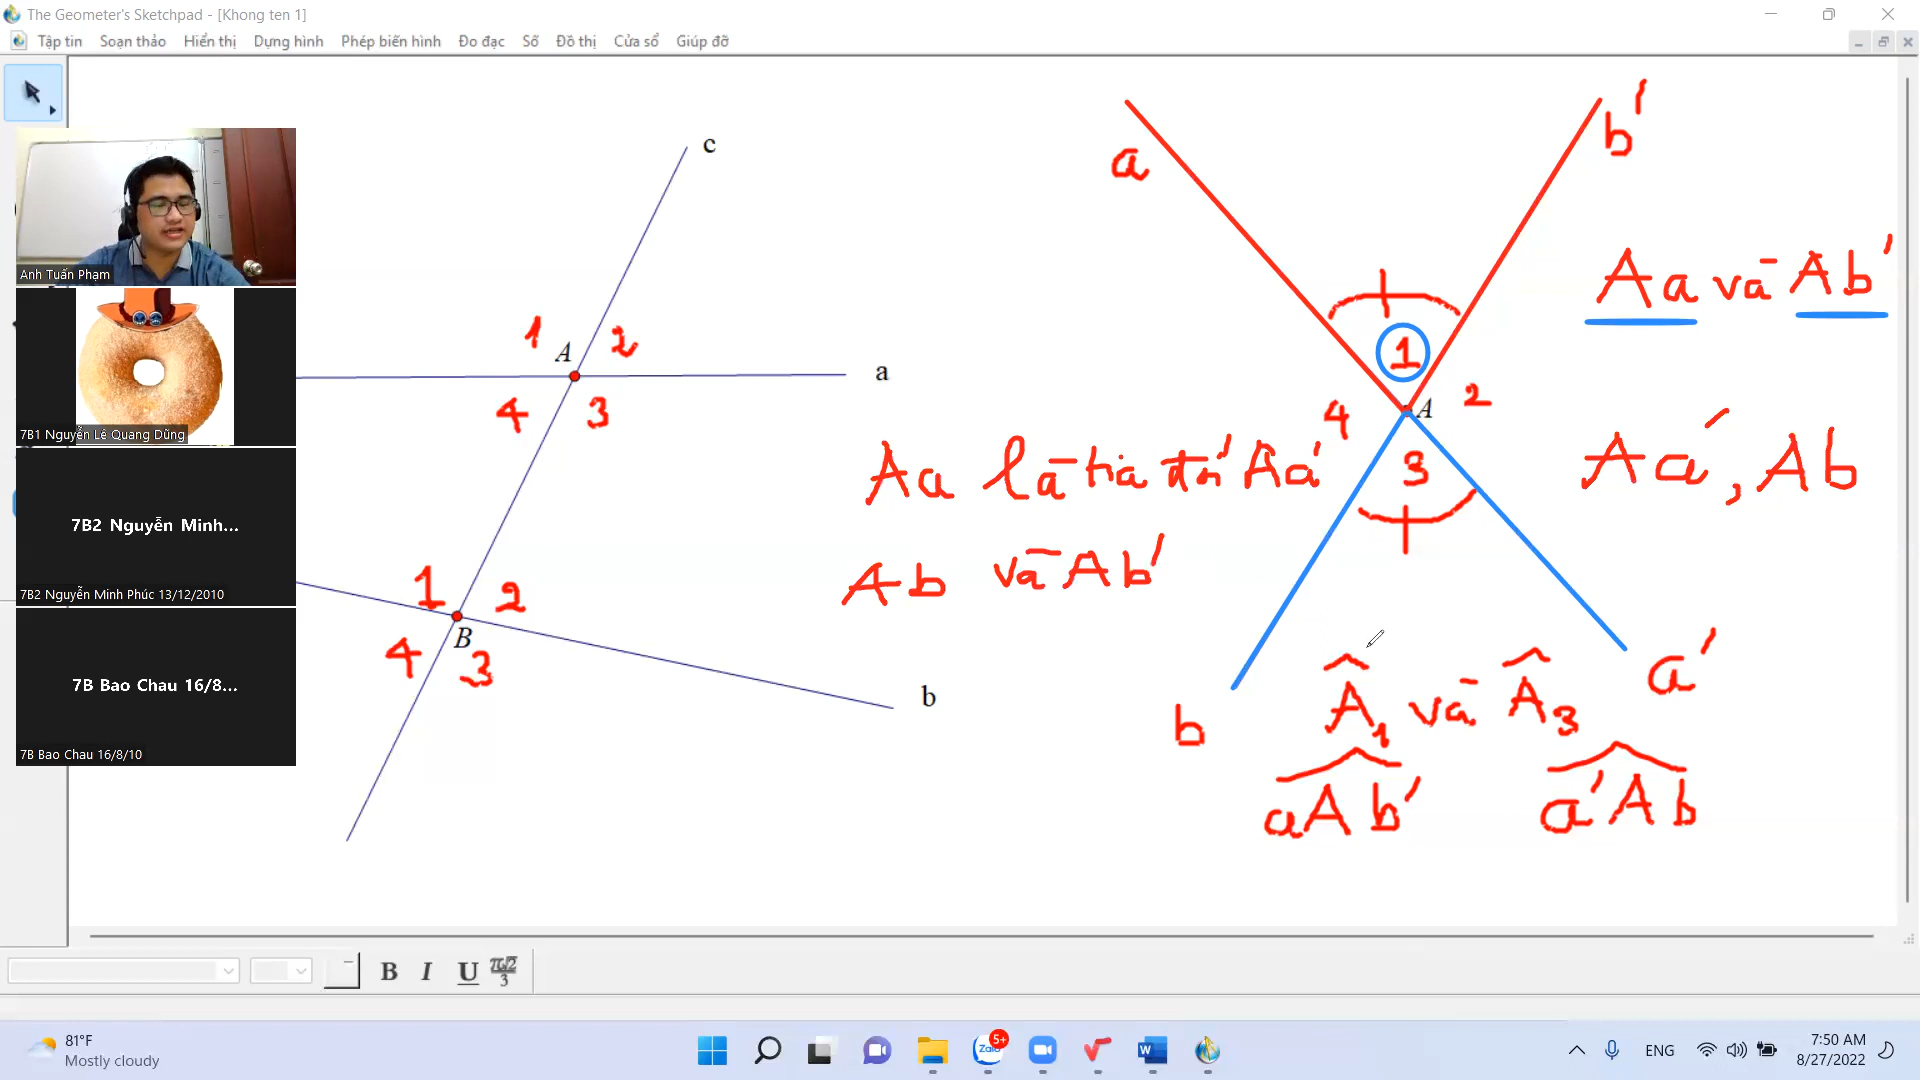 The Geometer's Sketchpad - [Khong ten 1]
Tập tin Soạn thảo Hiển thị Dựng hình Phép biến hình Đo đạc Số Đồ thị Cửa sổ Giúp đỡ
c
a
b'
Anh Tuấn Phạm
Aa và Ab'
1
1 A 2
a
4 3
7B1 Nguyễn Lê Quang Dũng
4 A 2
3
Aa là tia đối Aa'
Aa', Ab
7B2 Nguyễn Minh...
7B2 Nguyễn Minh Phúc 13/12/2010
Ab và Ab'
1 2
B
4 3
b
7B Bao Chau 16/8...
7B Bao Chau 16/8/10
b
a'
Â1 và Â3
aAb' a'Ab
B I U π√2/3
81°F
Mostly cloudy
Zalo
5+
W
ENG
7:50 AM
8/27/2022